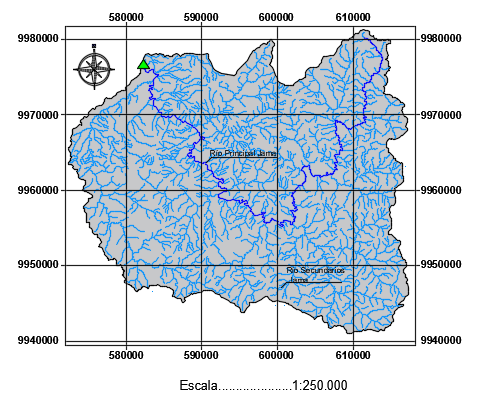 580000 590000 600000 610000
9980000 9980000
9970000 9970000
Rio Principal Jama
9960000 9960000
9950000 9950000
Rio Secundarios
Jama
9940000 9940000
580000 590000 600000 610000
Escala.....................1:250.000